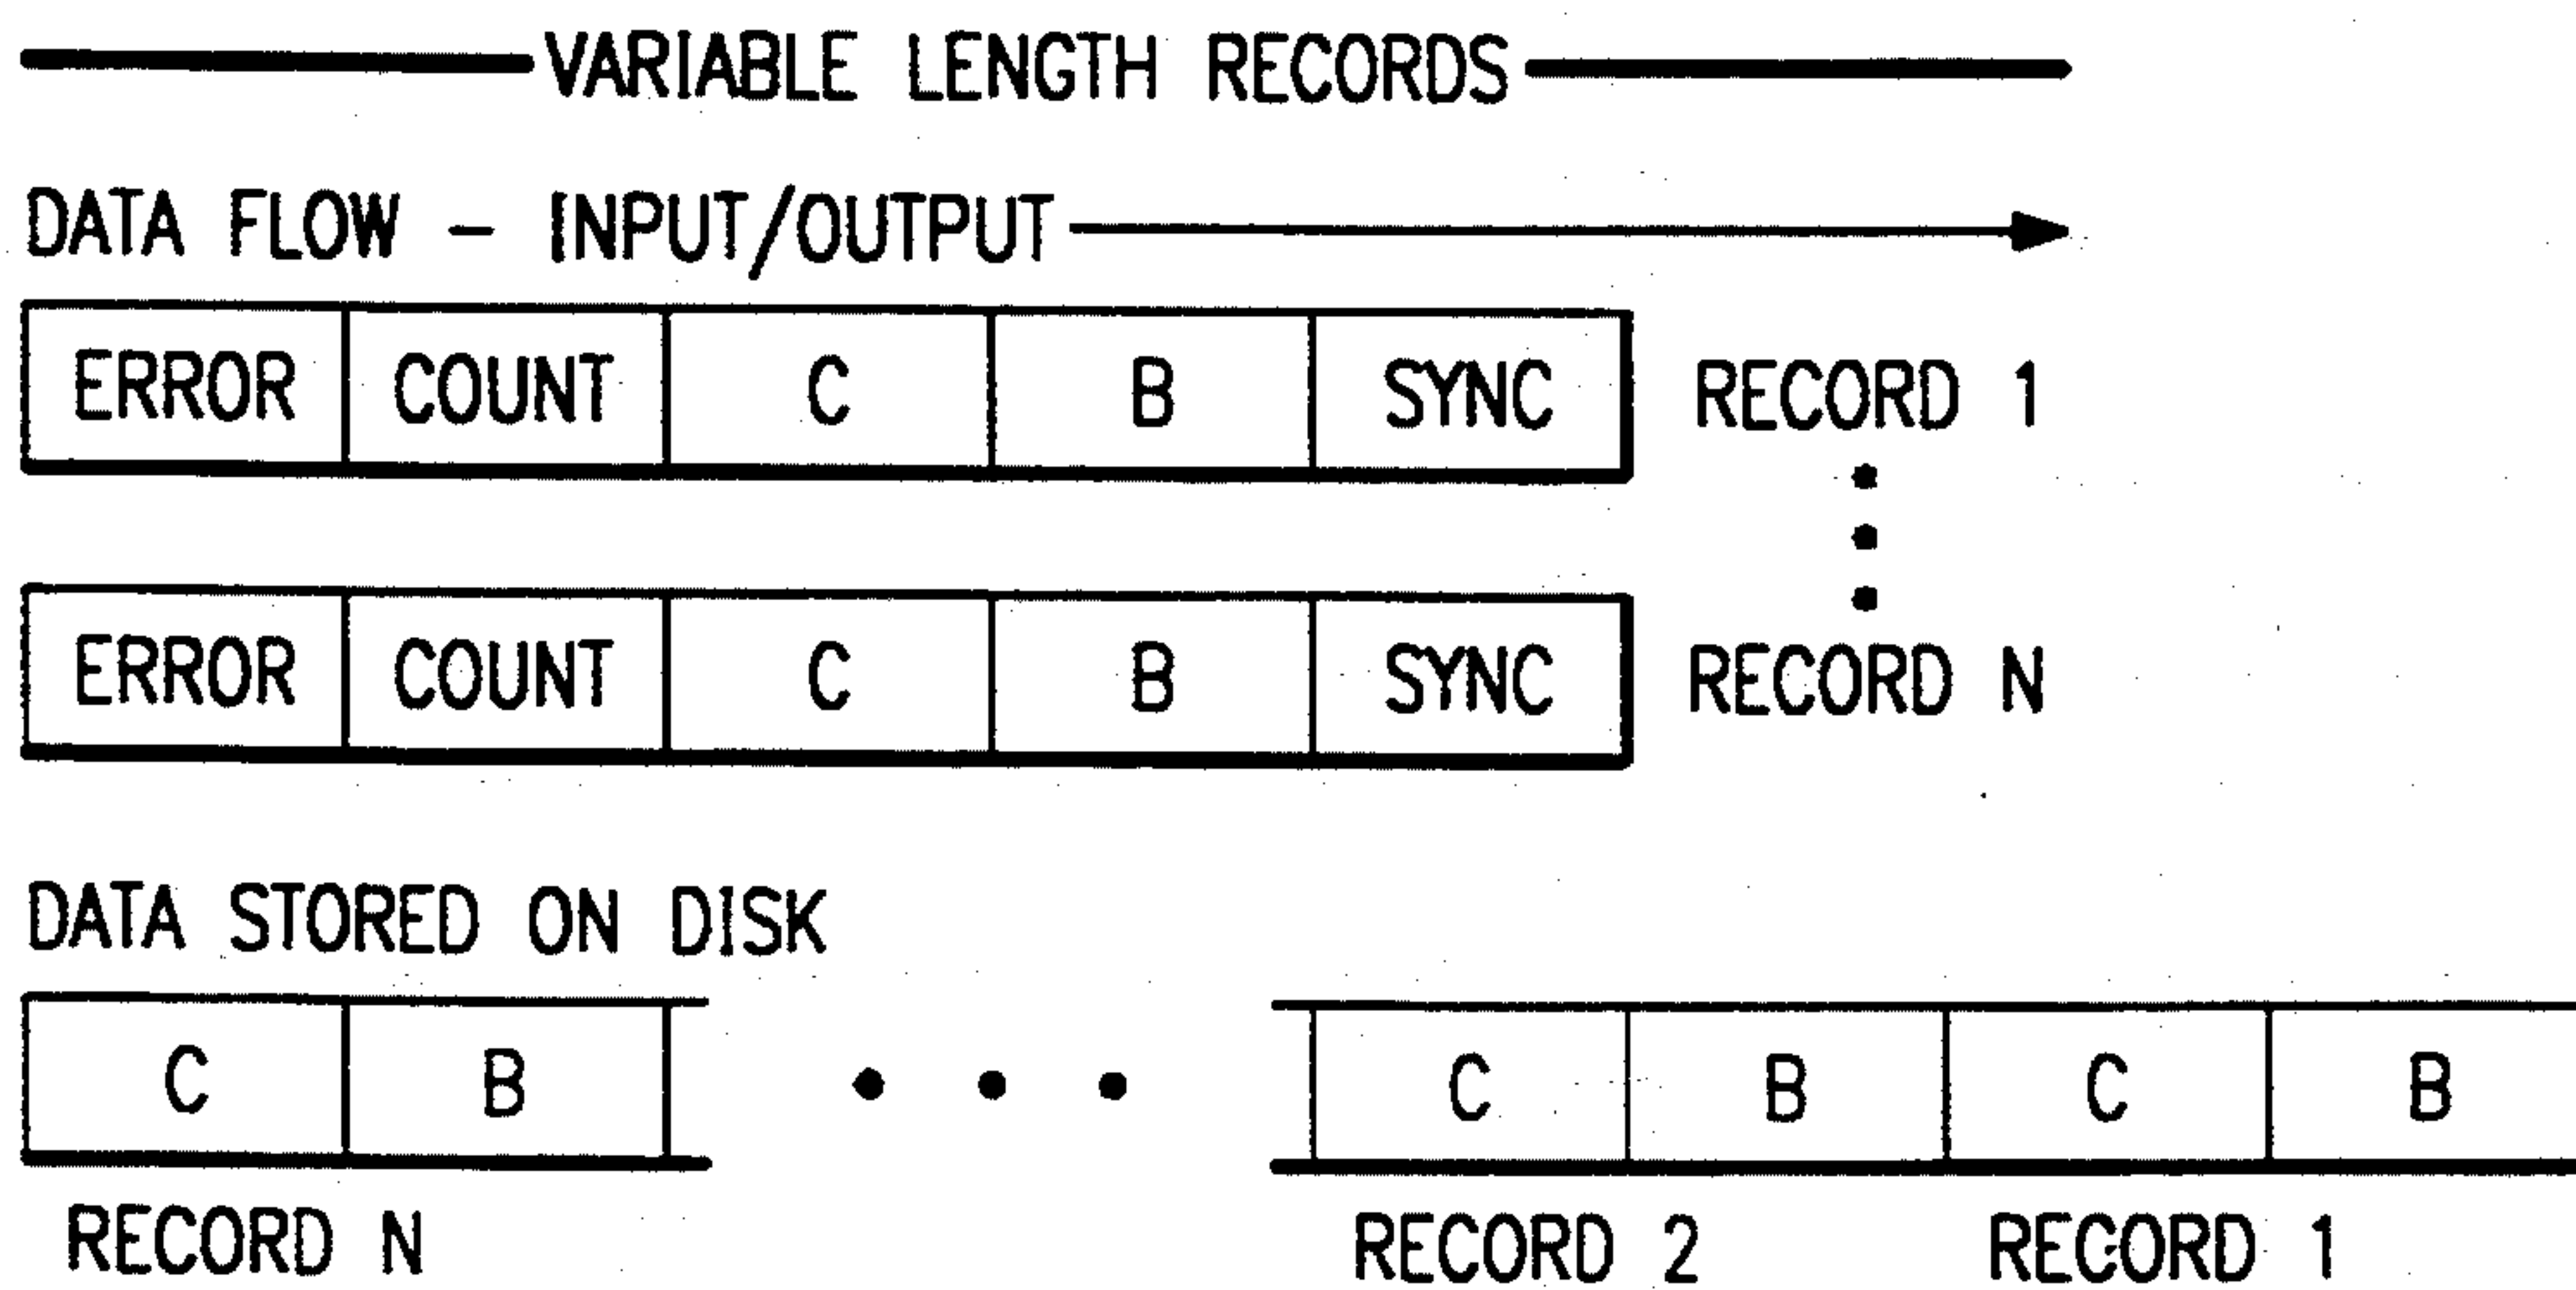 VARIABLE LENGTH RECORDS
DATA FLOW - INPUT/OUTPUT
ERROR COUNT C B SYNC RECORD 1
ERROR COUNT C B SYNC RECORD N
DATA STORED ON DISK
C B C B C B
RECORD N RECORD 2 RECORD 1